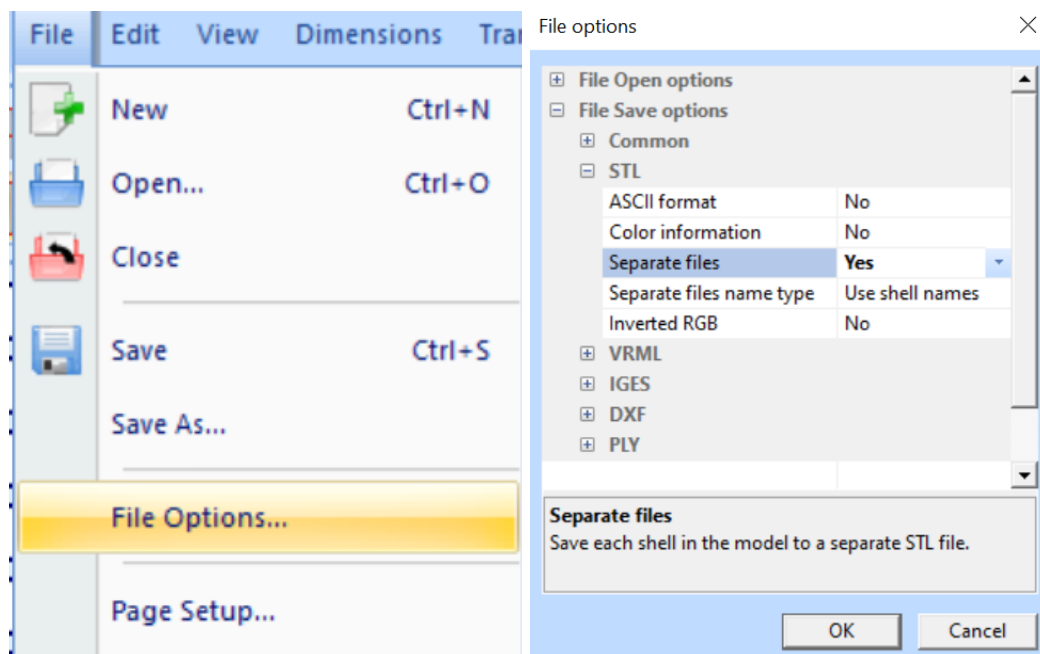 File Edit View Dimensions
New Ctrl+N
Open... Ctrl+O
Close
Save Ctrl+S
Save As...
File Options...
Page Setup...
File options
File Open options
File Save options
Common
STL
ASCII format No
Color information No
Separate files Yes
Separate files name type Use shell names
Inverted RGB No
VRML
IGES
DXF
PLY
Separate files
Save each shell in the model to a separate STL file.
OK Cancel